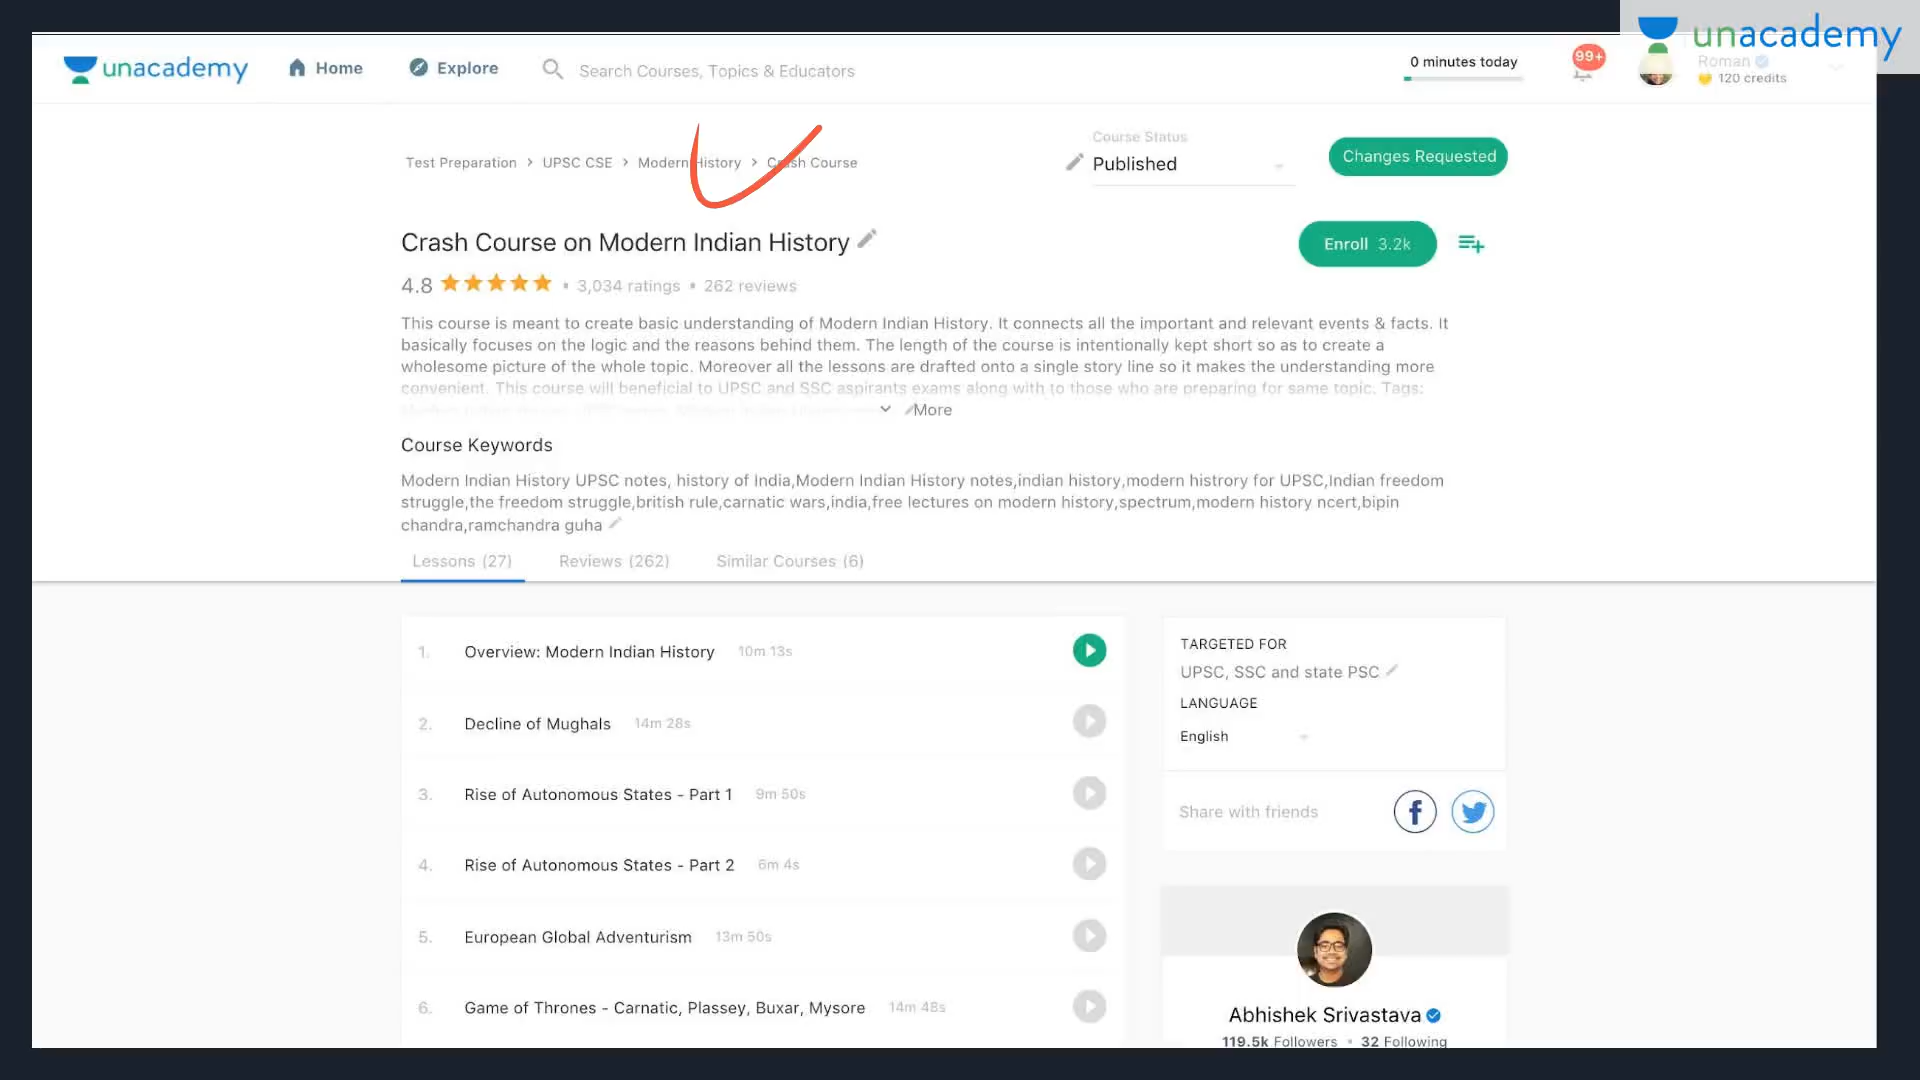 unacademy
unacademy Home Explore Search Courses, Topics & Educators 0 minutes today 99+ Roman
120 credits
Test Preparation > UPSC CSE > Modern History > Crash Course
Course Status
Published
Changes Requested
Crash Course on Modern Indian History
Enroll 3.2k
4.8 3,034 ratings 262 reviews
This course is meant to create basic understanding of Modern Indian History. It connects all the important and relevant events & facts. It
basically focuses on the logic and the reasons behind them. The length of the course is intentionally kept short so as to create a
wholesome picture of the whole topic. Moreover all the lessons are drafted onto a single story line so it makes the understanding more
convenient. This course will beneficial to UPSC and SSC aspirants exams along with to those who are preparing for same topic. Tags:
More
Course Keywords
Modern Indian History UPSC notes, history of India,Modern Indian History notes,indian history,modern histrory for UPSC,Indian freedom
struggle,the freedom struggle,british rule,carnatic wars,india,free lectures on modern history,spectrum,modern history ncert,bipin
chandra,ramchandra guha
Lessons (27) Reviews (262) Similar Courses (6)
1. Overview: Modern Indian History 10m 13s
2. Decline of Mughals 14m 28s
3. Rise of Autonomous States - Part 1 9m 50s
4. Rise of Autonomous States - Part 2 6m 4s
5. European Global Adventurism 13m 50s
6. Game of Thrones - Carnatic, Plassey, Buxar, Mysore 14m 48s
TARGETED FOR
UPSC, SSC and state PSC
LANGUAGE
English
Share with friends
Abhishek Srivastava
119.5k Followers 32 Following